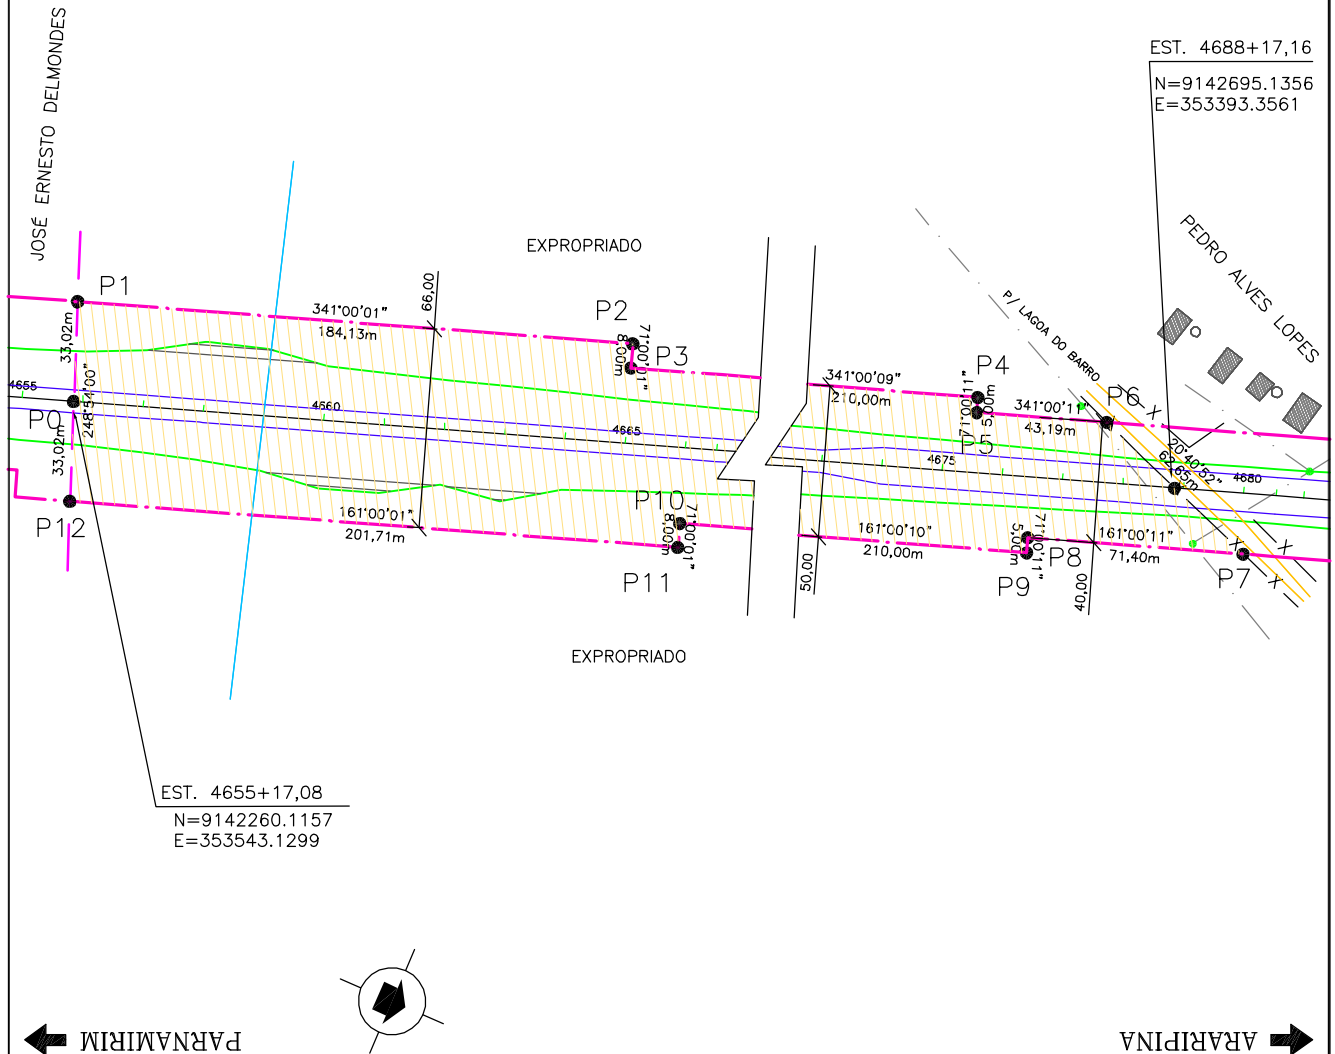 JOSÉ ERNESTO DELMONDES
EST. 4688+17,16
N=9142695.1356
E=353393.3561
PEDRO ALVES LOPES
EXPROPRIADO
P/ LAGOA DO BARRO
P1
341°00'01"
184,13m
66,00
P2
71°00'01"
8,00m
P3
341°00'09"
210,00m
P4
71°00'11"
5,00m
P5
341°00'11"
43,19m
P6
20°40'52"
62,65m
33,02m
248°54'00"
P0
33,02m
4655
4660
4665
4675
4680
P12
161°00'01"
201,71m
P10
71°00'01"
8,00m
P11
50,00
161°00'10"
210,00m
71°00'11"
5,00m
P9
P8
40,00
161°00'11"
71,40m
P7
X
X
X
X
EXPROPRIADO
EST. 4655+17,08
N=9142260.1157
E=353543.1299
PARNAMIRIM
ARARIPINA